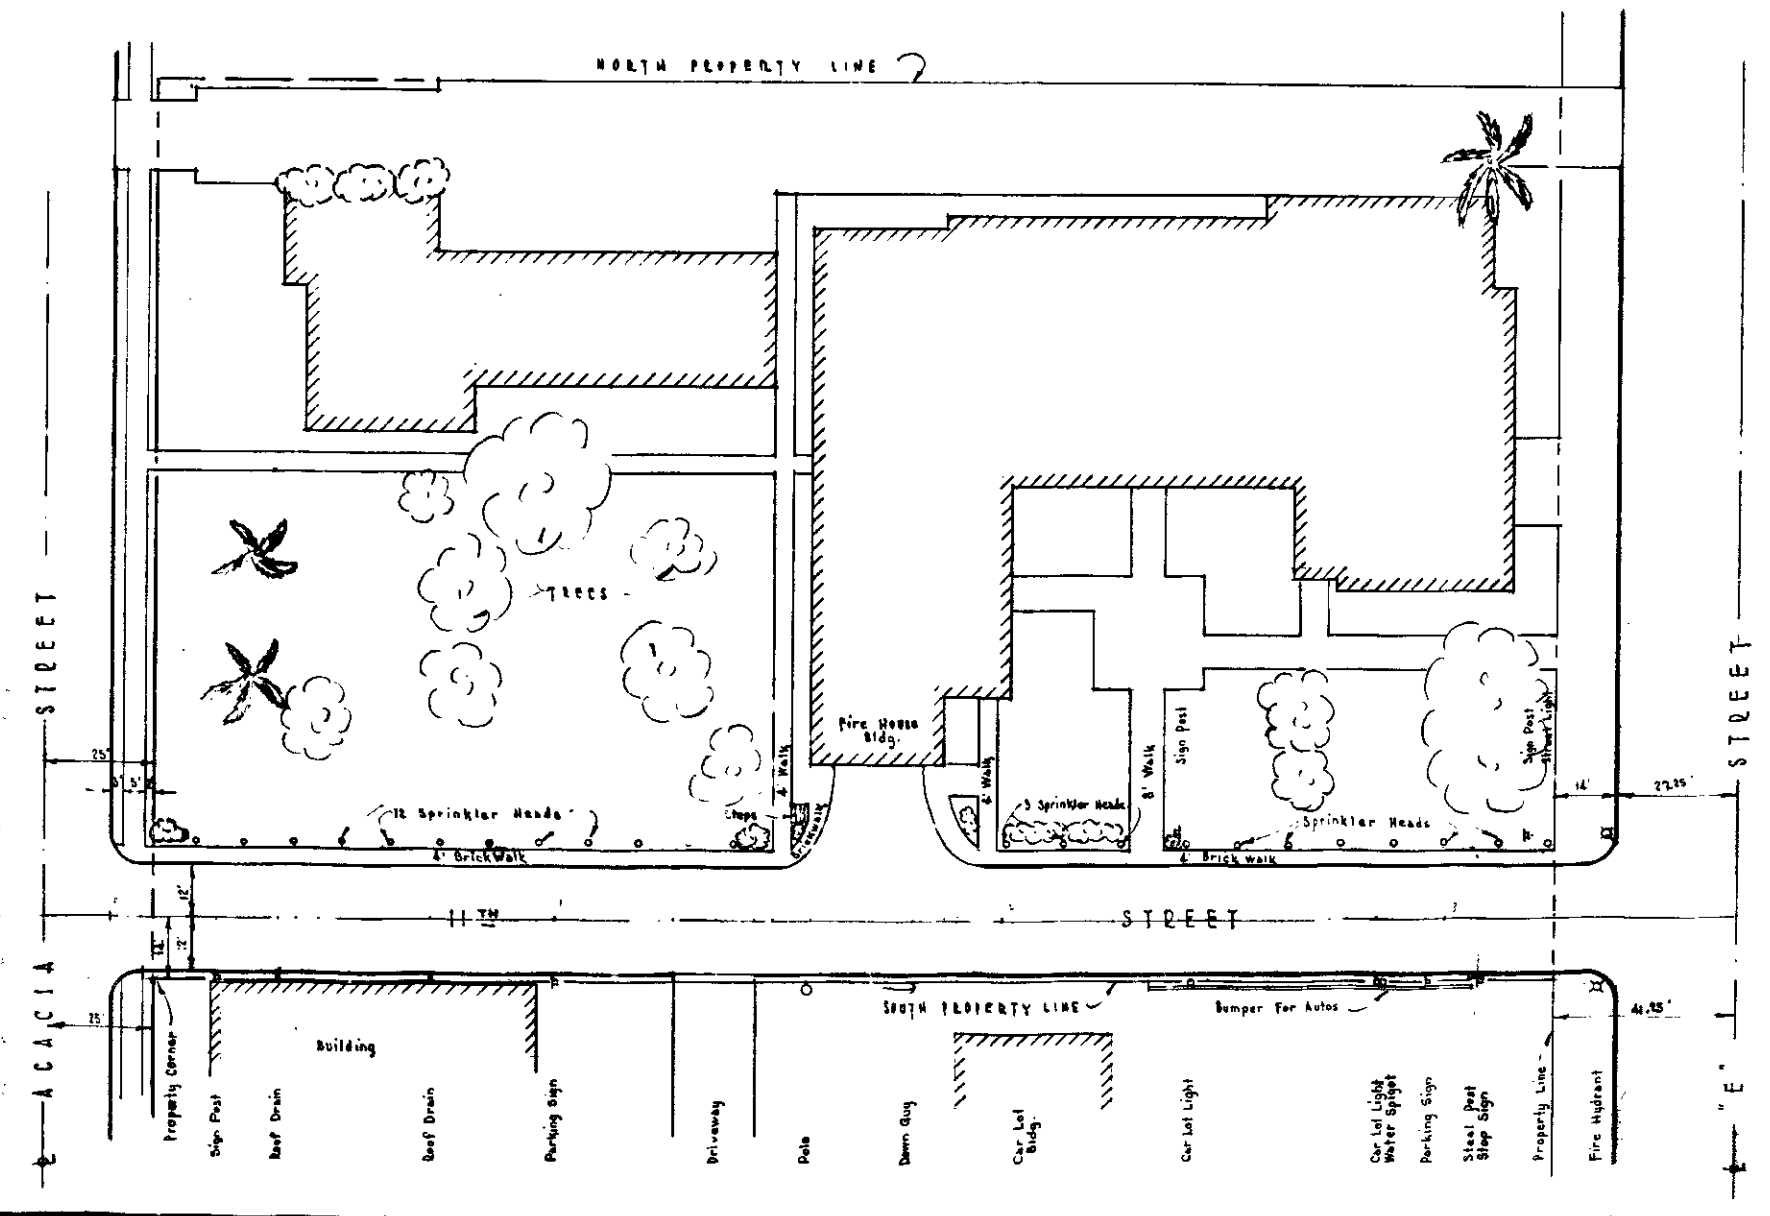 NORTH PROPERTY LINE
TREES
STREET
STREET
Fire House
Bldg.
4' Walk
4' Walk
8' Walk
Sign Post
Sign Post
Street Light
25'
5'
14'
27.25'
12 Sprinkler Heads
Steps
Brickwalk
3 Sprinkler Heads
Sprinkler Heads
4' Brick Walk
4' Brick Walk
12'
12'
11TH
STREET
ACACIA
"E"
25'
SOUTH PROPERTY LINE
Bumper For Autos
41.25'
Building
Property Corner
Sign Post
Roof Drain
Roof Drain
Parking Sign
Driveway
Pole
Down Guy
Car Lot
Bldg.
Car Lot Light
Car Lot Light
Water Spigot
Parking Sign
Steel Post
Stop Sign
Property Line
Fire Hydrant